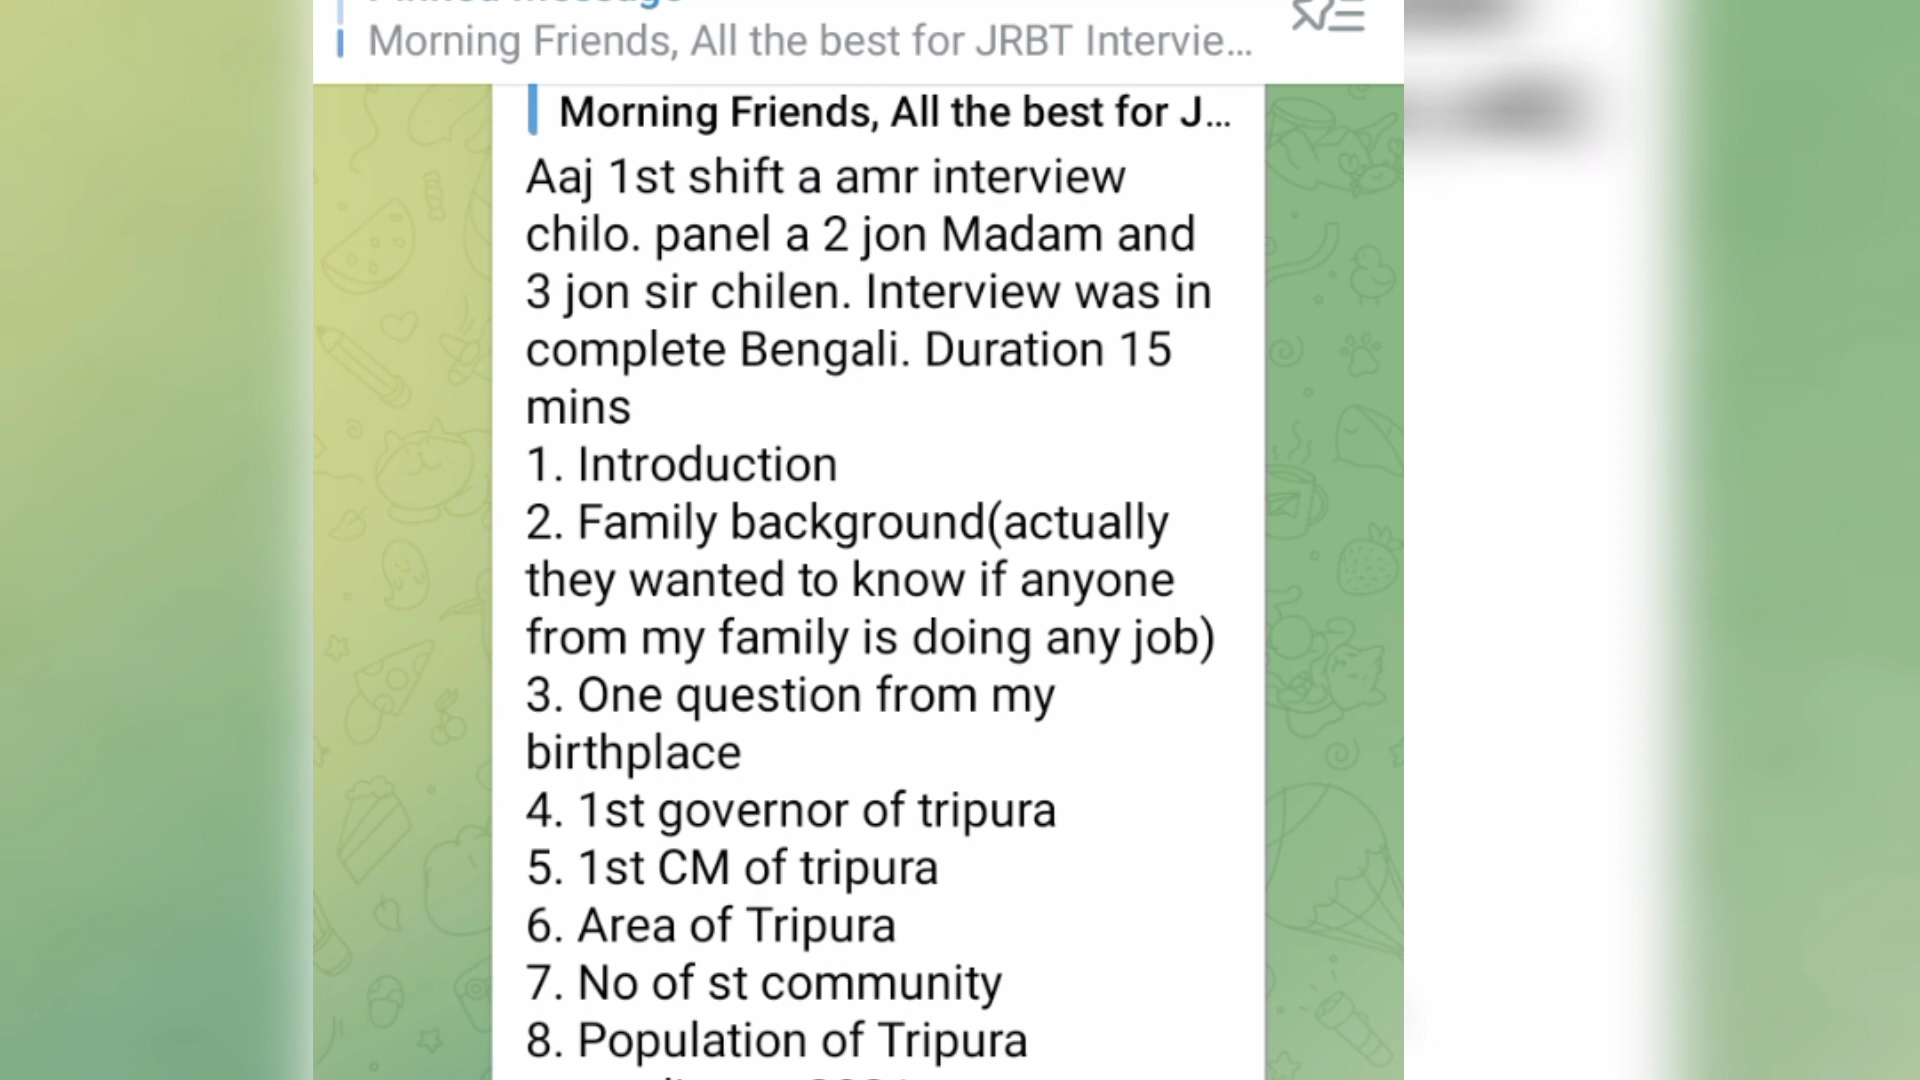 Morning Friends, All the best for JRBT Intervie...
Morning Friends, All the best for J...
Aaj 1st shift a amr interview
chilo. panel a 2 jon Madam and
3 jon sir chilen. Interview was in
complete Bengali. Duration 15
mins
1. Introduction
2. Family background(actually
they wanted to know if anyone
from my family is doing any job)
3. One question from my
birthplace
4. 1st governor of tripura
5. 1st CM of tripura
6. Area of Tripura
7. No of st community
8. Population of Tripura